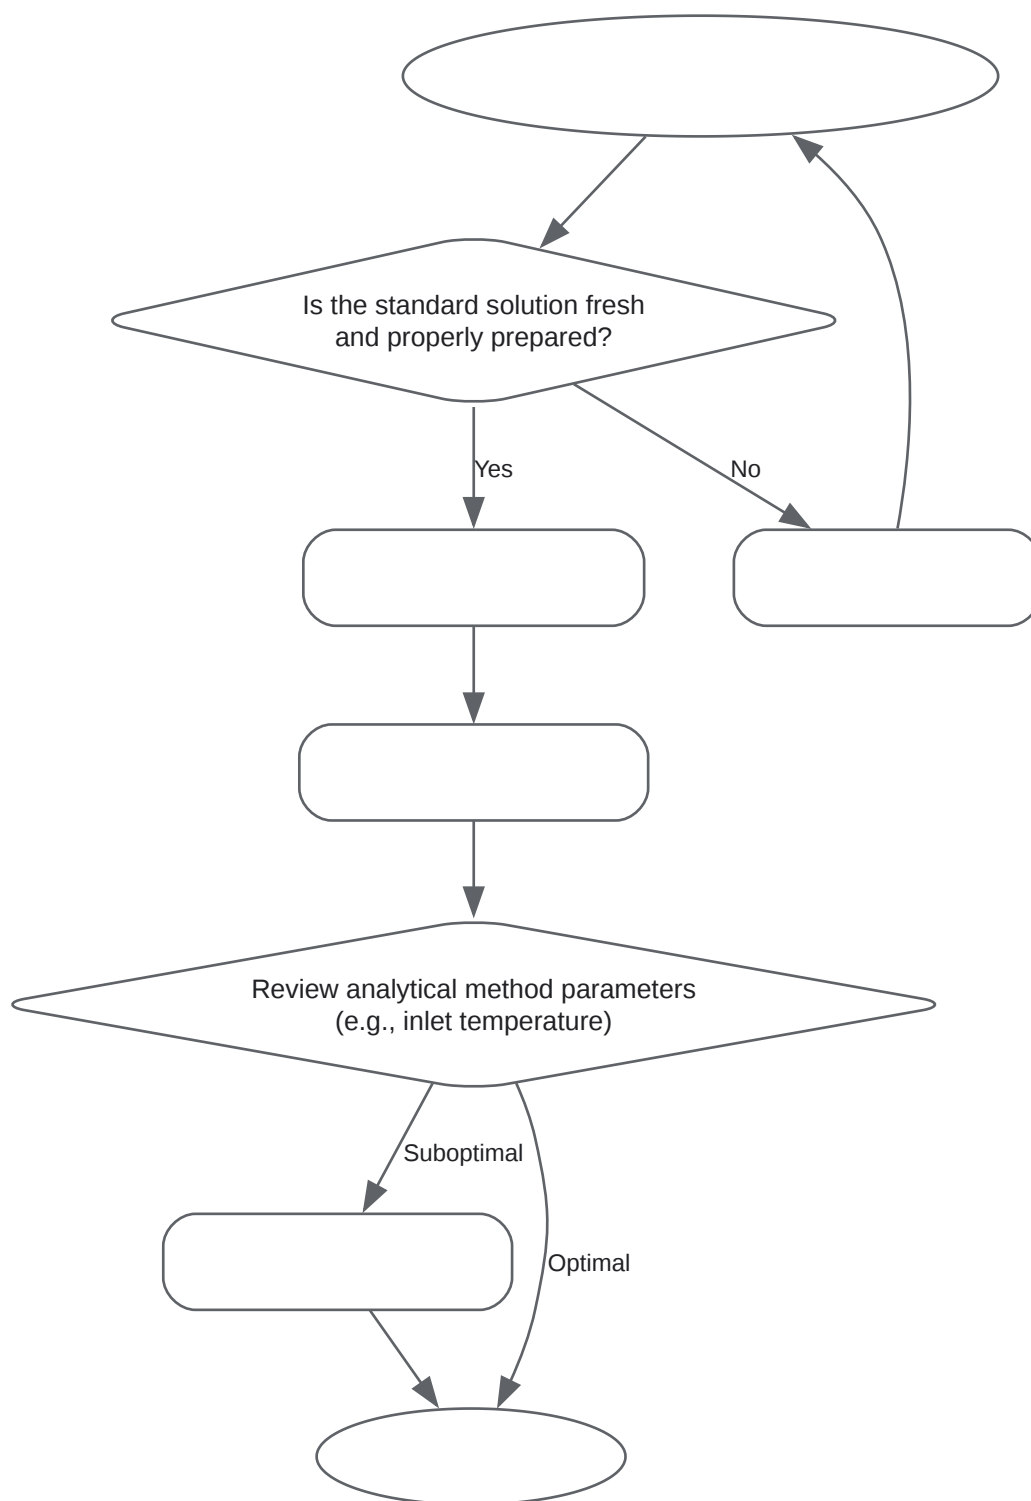 Is the standard solution fresh
and properly prepared?
Yes
No
Review analytical method parameters
(e.g., inlet temperature)
Suboptimal
Optimal